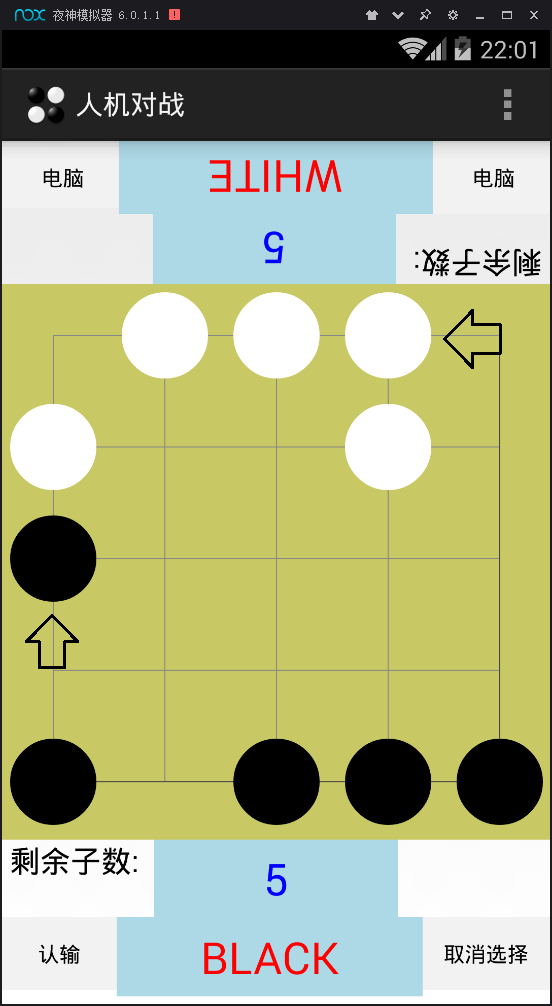 nox 夜神模拟器 6.0.1.1
22:01
人机对战
电脑 WHITE 电脑
5 剩余子数:
剩余子数: 5
认输 BLACK 取消选择